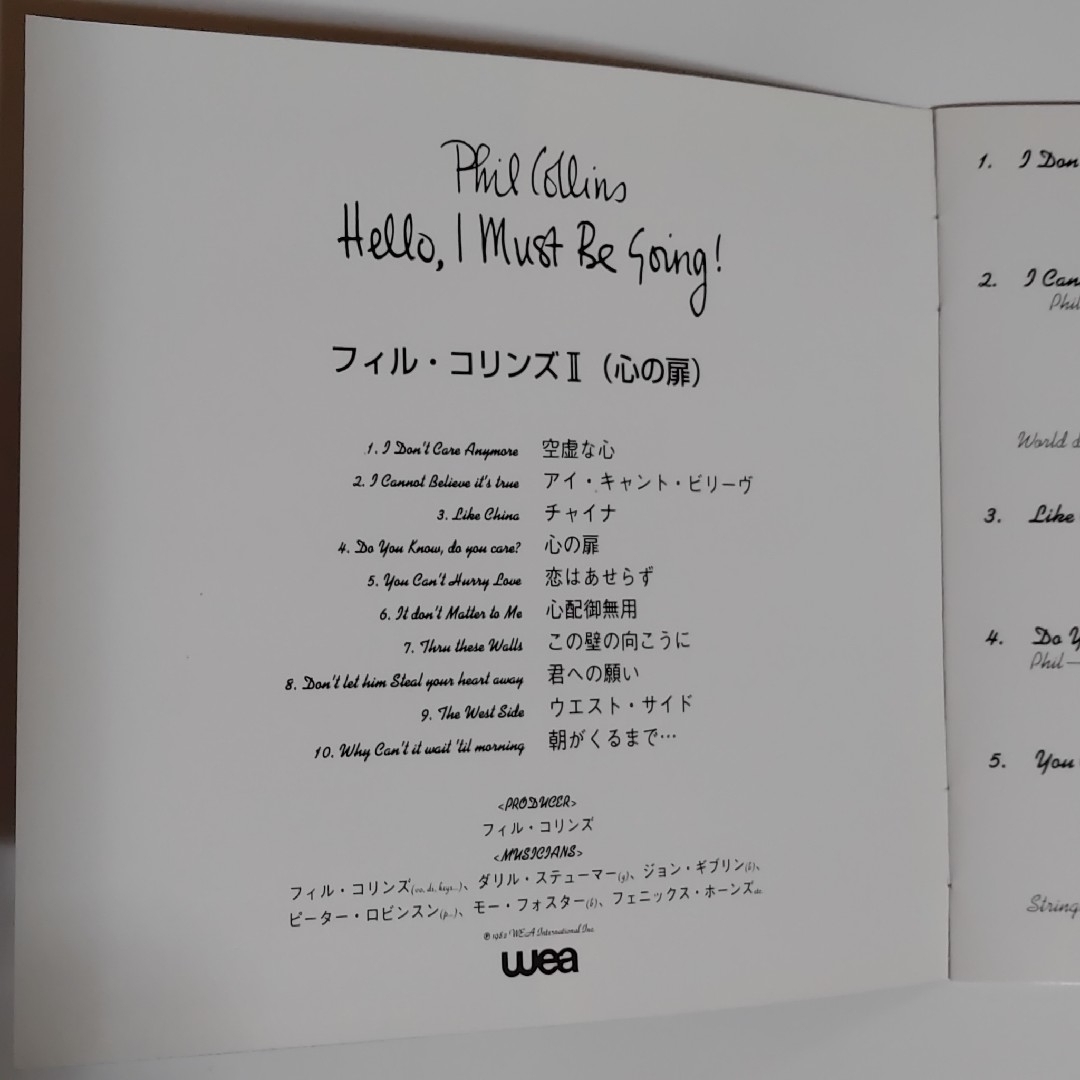 Phil Collins
Hello, I Must Be Going!
フィル・コリンズⅡ（心の扉）
1. I Don't Care Anymore 空虚な心
2. I Cannot Believe it's true アイ・キャント・ビリーヴ
3. Like China チャイナ
4. Do You Know, do you care? 心の扉
5. You Can't Hurry Love 恋はあせらず
6. It don't Matter to Me 心配御無用
7. Thru these Walls この壁の向こうに
8. Don't let him Steal your heart away 君への願い
9. The West Side ウエスト・サイド
10. Why Can't it wait 'til morning 朝がくるまで…
<PRODUCER>
フィル・コリンズ
<MUSICIANS>
フィル・コリンズ(vo, ds, keys...)、ダリル・ステューマー(g)、ジョン・ギブリン(b)、
ピーター・ロビンスン(p...)、モー・フォスター(b)、フェニックス・ホーンズetc.
℗1982 WEA International Inc.
wea
1. I Don
2. I Can
Phil
World d
3. Like
4. Do Y
Phil—
5. You
String